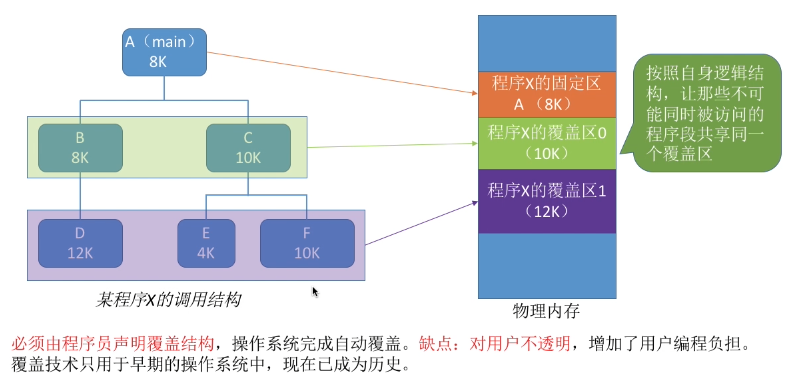 A（main）
8K
B
8K
C
10K
D
12K
E
4K
F
10K
某程序X的调用结构
程序X的固定区
A （8K）
程序X的覆盖区0
（10K）
程序X的覆盖区1
（12K）
物理内存
按照自身逻辑结
构，让那些不可
能同时被访问的
程序段共享同一
个覆盖区
必须由程序员声明覆盖结构，操作系统完成自动覆盖。缺点：对用户不透明，增加了用户编程负担。
覆盖技术只用于早期的操作系统中，现在已成为历史。